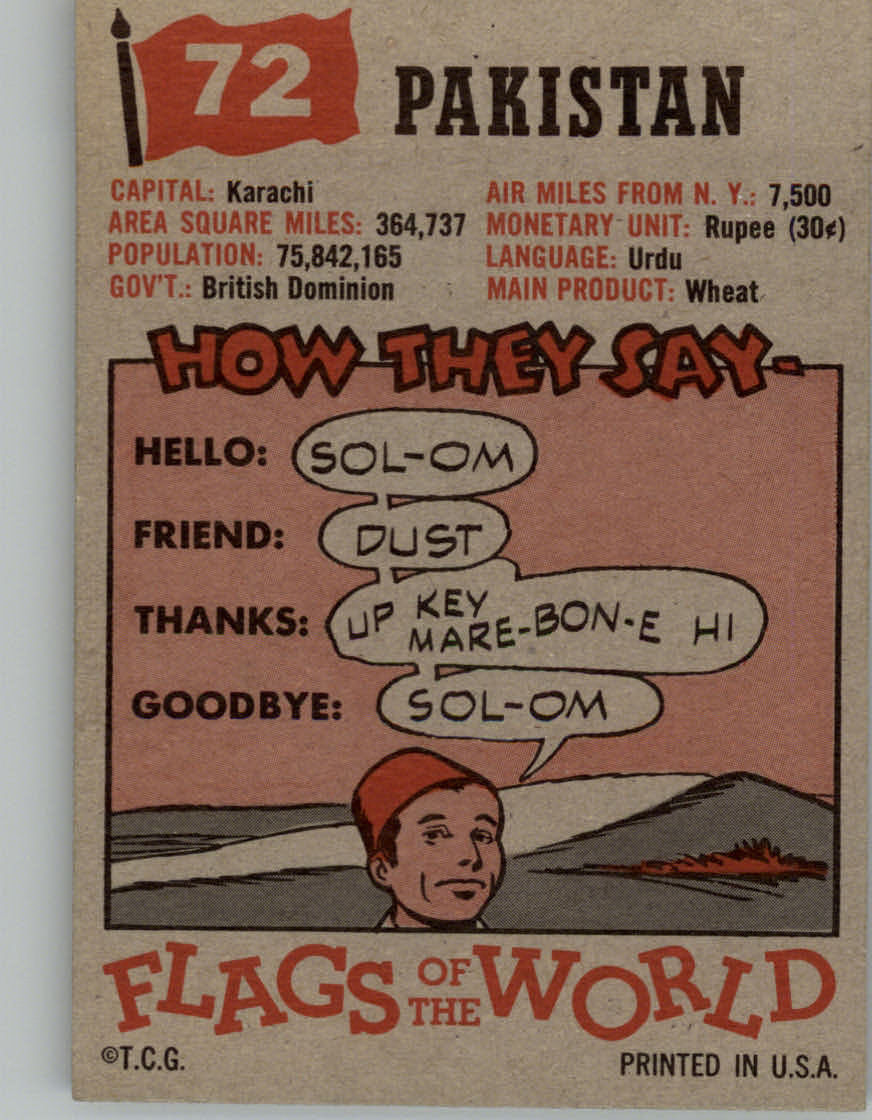 72 PAKISTAN
CAPITAL: Karachi
AREA SQUARE MILES: 364,737
POPULATION: 75,842,165
GOV'T.: British Dominion
AIR MILES FROM N. Y.: 7,500
MONETARY UNIT: Rupee (30¢)
LANGUAGE: Urdu
MAIN PRODUCT: Wheat
HOW THEY SAY-
HELLO: SOL-OM
FRIEND: DUST
THANKS: UP KEY
MARE-BON-E HI
GOODBYE: SOL-OM
FLAGS OF THE WORLD
©T.C.G.
PRINTED IN U.S.A.